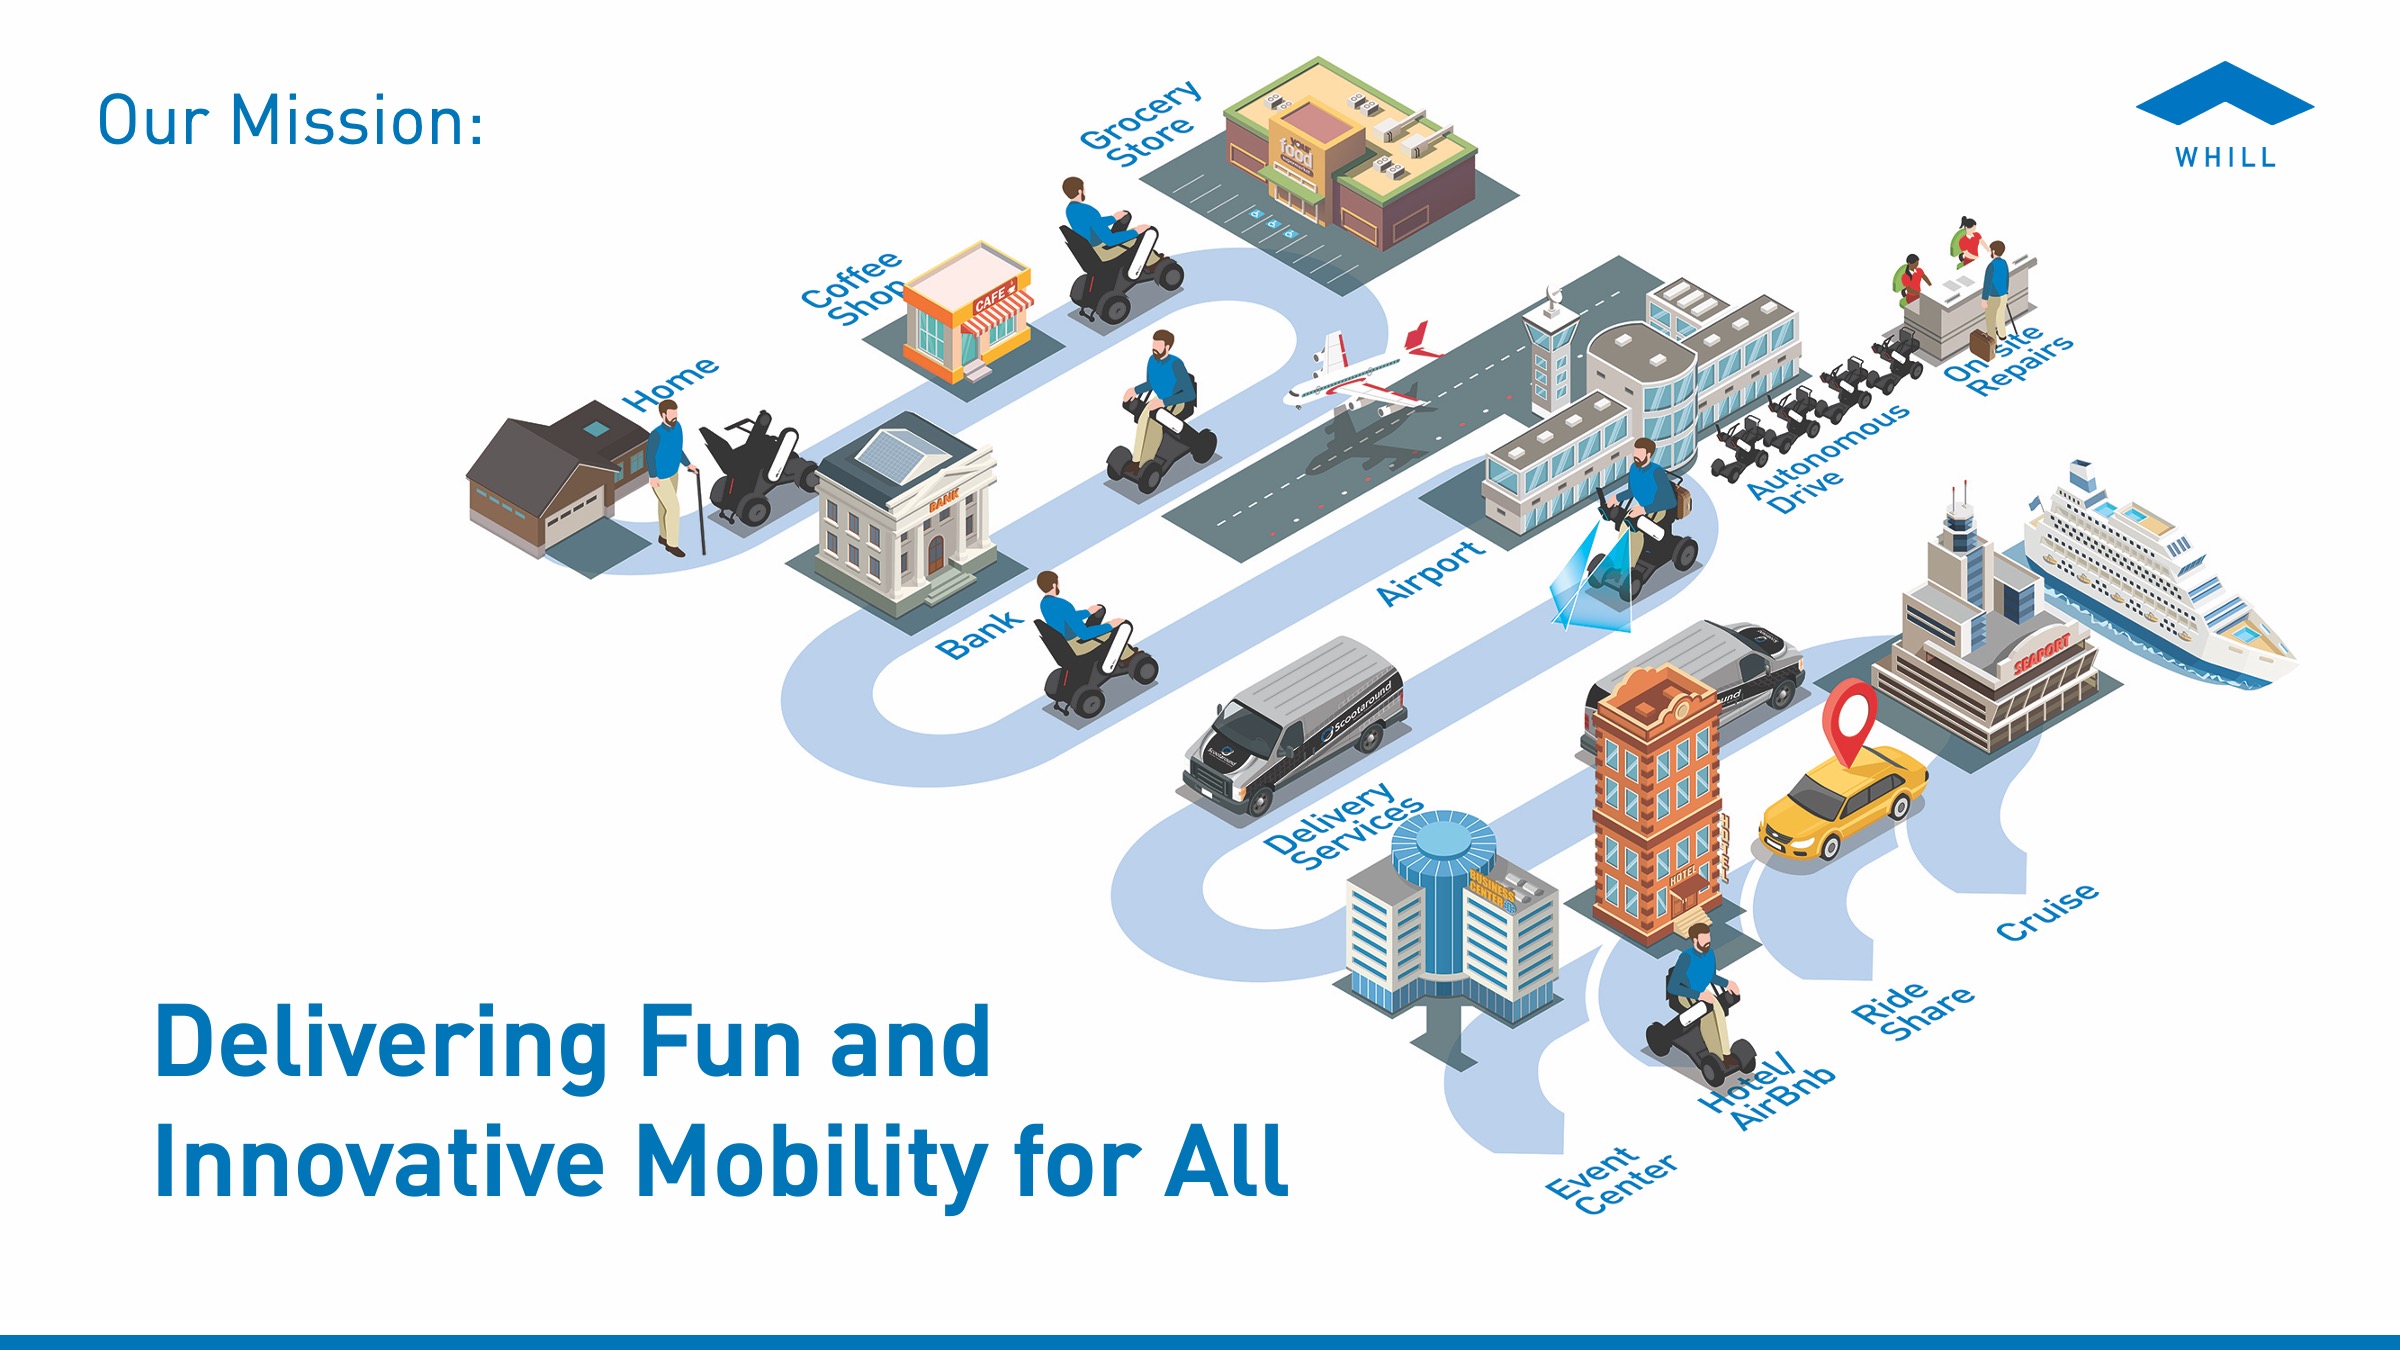 Our Mission:
WHILL
Grocery
Store
food
Coffee
Shop
CAFE
Home
BANK
Bank
Airport
On-site
Repairs
Autonomous
Drive
SEAPORT
Scootaround
Scootaround
Delivery
Services
BUSINESS
CENTER
HOTEL
HOTEL
Cruise
Ride
Share
Hotel/
AirBnb
Event
Center
Delivering Fun and
Innovative Mobility for All